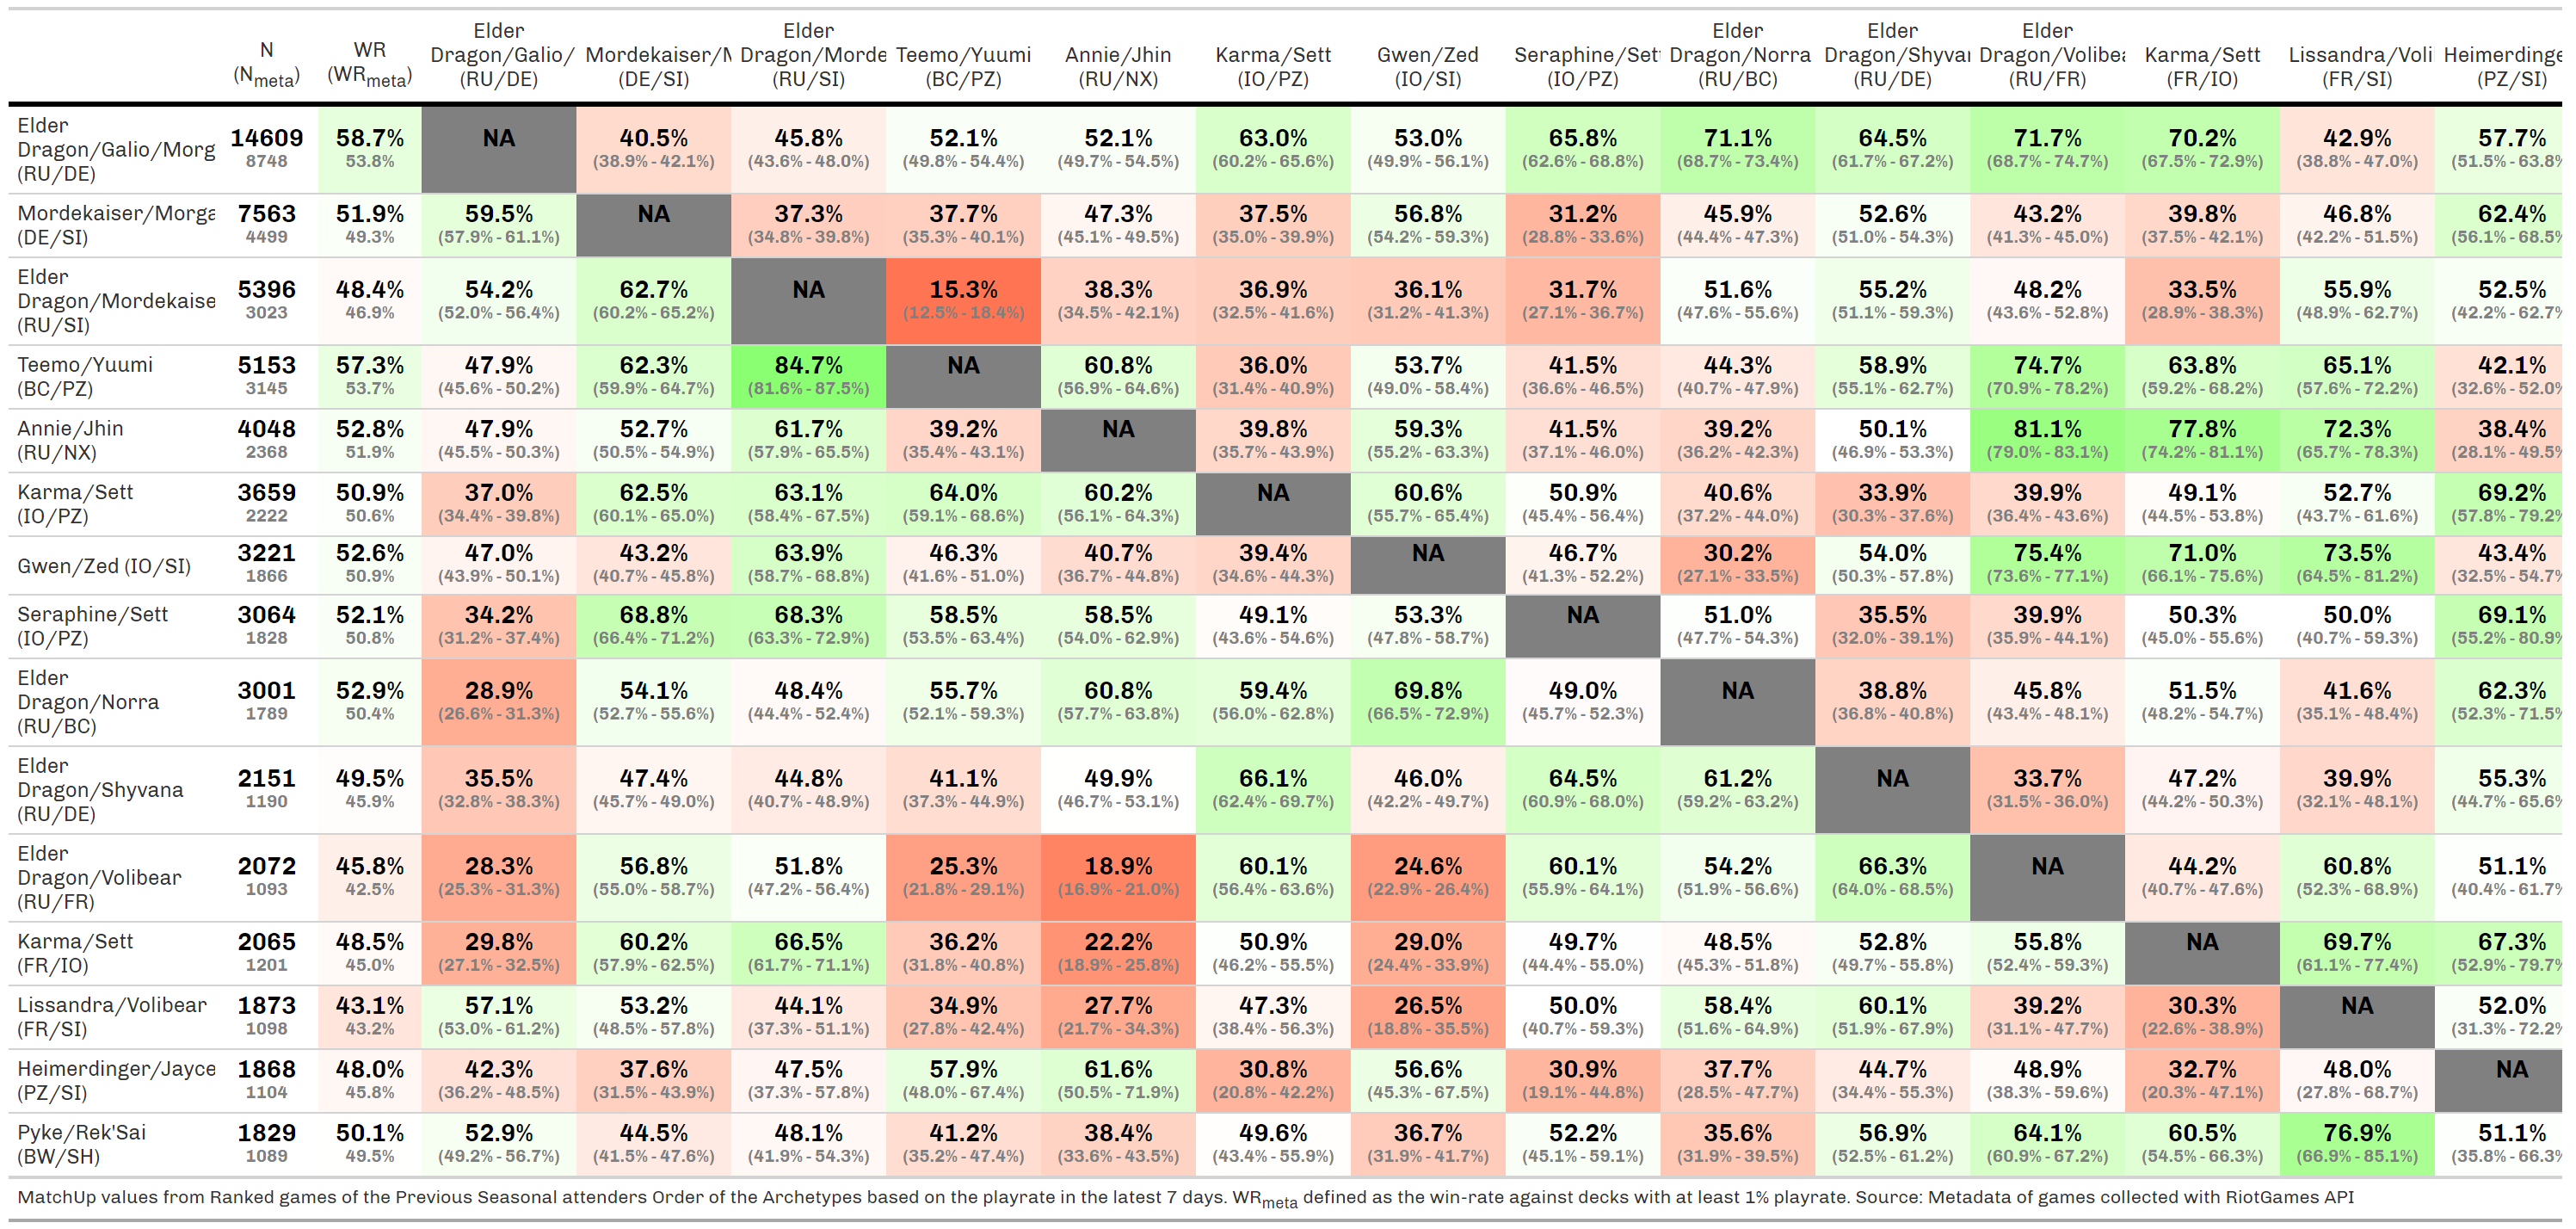 Elder Elder Elder Elder Elder
N WR Dragon/Galio/ Mordekaiser/M Dragon/Morde Teemo/Yuumi Annie/Jhin Karma/Sett Gwen/Zed Seraphine/Sett Dragon/Norra Dragon/Shyvan Dragon/Volibea Karma/Sett Lissandra/Voli Heimerdinge
(Nmeta) (WRmeta) (RU/DE) (DE/SI) (RU/SI) (BC/PZ) (RU/NX) (IO/PZ) (IO/SI) (IO/PZ) (RU/BC) (RU/DE) (RU/FR) (FR/IO) (FR/SI) (PZ/SI)
Elder
Dragon/Galio/Morg 14609 58.7% NA 40.5% 45.8% 52.1% 52.1% 63.0% 53.0% 65.8% 71.1% 64.5% 71.7% 70.2% 42.9% 57.7%
(RU/DE) 8748 53.8% (38.9% - 42.1%) (43.6% - 48.0%) (49.8% - 54.4%) (49.7% - 54.5%) (60.2% - 65.6%) (49.9% - 56.1%) (62.6% - 68.8%) (68.7% - 73.4%) (61.7% - 67.2%) (68.7% - 74.7%) (67.5% - 72.9%) (38.8% - 47.0%) (51.5% - 63.8%
Mordekaiser/Morga 7563 51.9% 59.5% NA 37.3% 37.7% 47.3% 37.5% 56.8% 31.2% 45.9% 52.6% 43.2% 39.8% 46.8% 62.4%
(DE/SI) 4499 49.3% (57.9% - 61.1%) (34.8% - 39.8%) (35.3% - 40.1%) (45.1% - 49.5%) (35.0% - 39.9%) (54.2% - 59.3%) (28.8% - 33.6%) (44.4% - 47.3%) (51.0% - 54.3%) (41.3% - 45.0%) (37.5% - 42.1%) (42.2% - 51.5%) (56.1% - 68.5%
Elder
Dragon/Mordekaise 5396 48.4% 54.2% 62.7% NA 15.3% 38.3% 36.9% 36.1% 31.7% 51.6% 55.2% 48.2% 33.5% 55.9% 52.5%
(RU/SI) 3023 46.9% (52.0% - 56.4%) (60.2% - 65.2%) (12.5% - 18.4%) (34.5% - 42.1%) (32.5% - 41.6%) (31.2% - 41.3%) (27.1% - 36.7%) (47.6% - 55.6%) (51.1% - 59.3%) (43.6% - 52.8%) (28.9% - 38.3%) (48.9% - 62.7%) (42.2% - 62.7%
Teemo/Yuumi 5153 57.3% 47.9% 62.3% 84.7% NA 60.8% 36.0% 53.7% 41.5% 44.3% 58.9% 74.7% 63.8% 65.1% 42.1%
(BC/PZ) 3145 53.7% (45.6% - 50.2%) (59.9% - 64.7%) (81.6% - 87.5%) (56.9% - 64.6%) (31.4% - 40.9%) (49.0% - 58.4%) (36.6% - 46.5%) (40.7% - 47.9%) (55.1% - 62.7%) (70.9% - 78.2%) (59.2% - 68.2%) (57.6% - 72.2%) (32.6% - 52.0%
Annie/Jhin 4048 52.8% 47.9% 52.7% 61.7% 39.2% NA 39.8% 59.3% 41.5% 39.2% 50.1% 81.1% 77.8% 72.3% 38.4%
(RU/NX) 2368 51.9% (45.5% - 50.3%) (50.5% - 54.9%) (57.9% - 65.5%) (35.4% - 43.1%) (35.7% - 43.9%) (55.2% - 63.3%) (37.1% - 46.0%) (36.2% - 42.3%) (46.9% - 53.3%) (79.0% - 83.1%) (74.2% - 81.1%) (65.7% - 78.3%) (28.1% - 49.5%
Karma/Sett 3659 50.9% 37.0% 62.5% 63.1% 64.0% 60.2% NA 60.6% 50.9% 40.6% 33.9% 39.9% 49.1% 52.7% 69.2%
(IO/PZ) 2222 50.6% (34.4% - 39.8%) (60.1% - 65.0%) (58.4% - 67.5%) (59.1% - 68.6%) (56.1% - 64.3%) (55.7% - 65.4%) (45.4% - 56.4%) (37.2% - 44.0%) (30.3% - 37.6%) (36.4% - 43.6%) (44.5% - 53.8%) (43.7% - 61.6%) (57.8% - 79.2%
Gwen/Zed (IO/SI) 3221 52.6% 47.0% 43.2% 63.9% 46.3% 40.7% 39.4% NA 46.7% 30.2% 54.0% 75.4% 71.0% 73.5% 43.4%
1866 50.9% (43.9% - 50.1%) (40.7% - 45.8%) (58.7% - 68.8%) (41.6% - 51.0%) (36.7% - 44.8%) (34.6% - 44.3%) (41.3% - 52.2%) (27.1% - 33.5%) (50.3% - 57.8%) (73.6% - 77.1%) (66.1% - 75.6%) (64.5% - 81.2%) (32.5% - 54.7%
Seraphine/Sett 3064 52.1% 34.2% 68.8% 68.3% 58.5% 58.5% 49.1% 53.3% NA 51.0% 35.5% 39.9% 50.3% 50.0% 69.1%
(IO/PZ) 1828 50.8% (31.2% - 37.4%) (66.4% - 71.2%) (63.3% - 72.9%) (53.5% - 63.4%) (54.0% - 62.9%) (43.6% - 54.6%) (47.8% - 58.7%) (47.7% - 54.3%) (32.0% - 39.1%) (35.9% - 44.1%) (45.0% - 55.6%) (40.7% - 59.3%) (55.2% - 80.9%
Elder
Dragon/Norra 3001 52.9% 28.9% 54.1% 48.4% 55.7% 60.8% 59.4% 69.8% 49.0% NA 38.8% 45.8% 51.5% 41.6% 62.3%
(RU/BC) 1789 50.4% (26.6% - 31.3%) (52.7% - 55.6%) (44.4% - 52.4%) (52.1% - 59.3%) (57.7% - 63.8%) (56.0% - 62.8%) (66.5% - 72.9%) (45.7% - 52.3%) (36.8% - 40.8%) (43.4% - 48.1%) (48.2% - 54.7%) (35.1% - 48.4%) (52.3% - 71.5%
Elder
Dragon/Shyvana 2151 49.5% 35.5% 47.4% 44.8% 41.1% 49.9% 66.1% 46.0% 64.5% 61.2% NA 33.7% 47.2% 39.9% 55.3%
(RU/DE) 1190 45.9% (32.8% - 38.3%) (45.7% - 49.0%) (40.7% - 48.9%) (37.3% - 44.9%) (46.7% - 53.1%) (62.4% - 69.7%) (42.2% - 49.7%) (60.9% - 68.0%) (59.2% - 63.2%) (31.5% - 36.0%) (44.2% - 50.3%) (32.1% - 48.1%) (44.7% - 65.6%
Elder
Dragon/Volibear 2072 45.8% 28.3% 56.8% 51.8% 25.3% 18.9% 60.1% 24.6% 60.1% 54.2% 66.3% NA 44.2% 60.8% 51.1%
(RU/FR) 1093 42.5% (25.3% - 31.3%) (55.0% - 58.7%) (47.2% - 56.4%) (21.8% - 29.1%) (16.9% - 21.0%) (56.4% - 63.6%) (22.9% - 26.4%) (55.9% - 64.1%) (51.9% - 56.6%) (64.0% - 68.5%) (40.7% - 47.6%) (52.3% - 68.9%) (40.4% - 61.7%
Karma/Sett 2065 48.5% 29.8% 60.2% 66.5% 36.2% 22.2% 50.9% 29.0% 49.7% 48.5% 52.8% 55.8% NA 69.7% 67.3%
(FR/IO) 1201 45.0% (27.1% - 32.5%) (57.9% - 62.5%) (61.7% - 71.1%) (31.8% - 40.8%) (18.9% - 25.8%) (46.2% - 55.5%) (24.4% - 33.9%) (44.4% - 55.0%) (45.3% - 51.8%) (49.7% - 55.8%) (52.4% - 59.3%) (61.1% - 77.4%) (52.9% - 79.7%
Lissandra/Volibear 1873 43.1% 57.1% 53.2% 44.1% 34.9% 27.7% 47.3% 26.5% 50.0% 58.4% 60.1% 39.2% 30.3% NA 52.0%
(FR/SI) 1098 43.2% (53.0% - 61.2%) (48.5% - 57.8%) (37.3% - 51.1%) (27.8% - 42.4%) (21.7% - 34.3%) (38.4% - 56.3%) (18.8% - 35.5%) (40.7% - 59.3%) (51.6% - 64.9%) (51.9% - 67.9%) (31.1% - 47.7%) (22.6% - 38.9%) (31.3% - 72.2%
Heimerdinger/Jayce 1868 48.0% 42.3% 37.6% 47.5% 57.9% 61.6% 30.8% 56.6% 30.9% 37.7% 44.7% 48.9% 32.7% 48.0% NA
(PZ/SI) 1104 45.8% (36.2% - 48.5%) (31.5% - 43.9%) (37.3% - 57.8%) (48.0% - 67.4%) (50.5% - 71.9%) (20.8% - 42.2%) (45.3% - 67.5%) (19.1% - 44.8%) (28.5% - 47.7%) (34.4% - 55.3%) (38.3% - 59.6%) (20.3% - 47.1%) (27.8% - 68.7%)
Pyke/Rek'Sai 1829 50.1% 52.9% 44.5% 48.1% 41.2% 38.4% 49.6% 36.7% 52.2% 35.6% 56.9% 64.1% 60.5% 76.9% 51.1%
(BW/SH) 1089 49.5% (49.2% - 56.7%) (41.5% - 47.6%) (41.9% - 54.3%) (35.2% - 47.4%) (33.6% - 43.5%) (43.4% - 55.9%) (31.9% - 41.7%) (45.1% - 59.1%) (31.9% - 39.5%) (52.5% - 61.2%) (60.9% - 67.2%) (54.5% - 66.3%) (66.9% - 85.1%) (35.8% - 66.3%
MatchUp values from Ranked games of the Previous Seasonal attenders Order of the Archetypes based on the playrate in the latest 7 days. WRmeta defined as the win-rate against decks with at least 1% playrate. Source: Metadata of games collected with RiotGames API